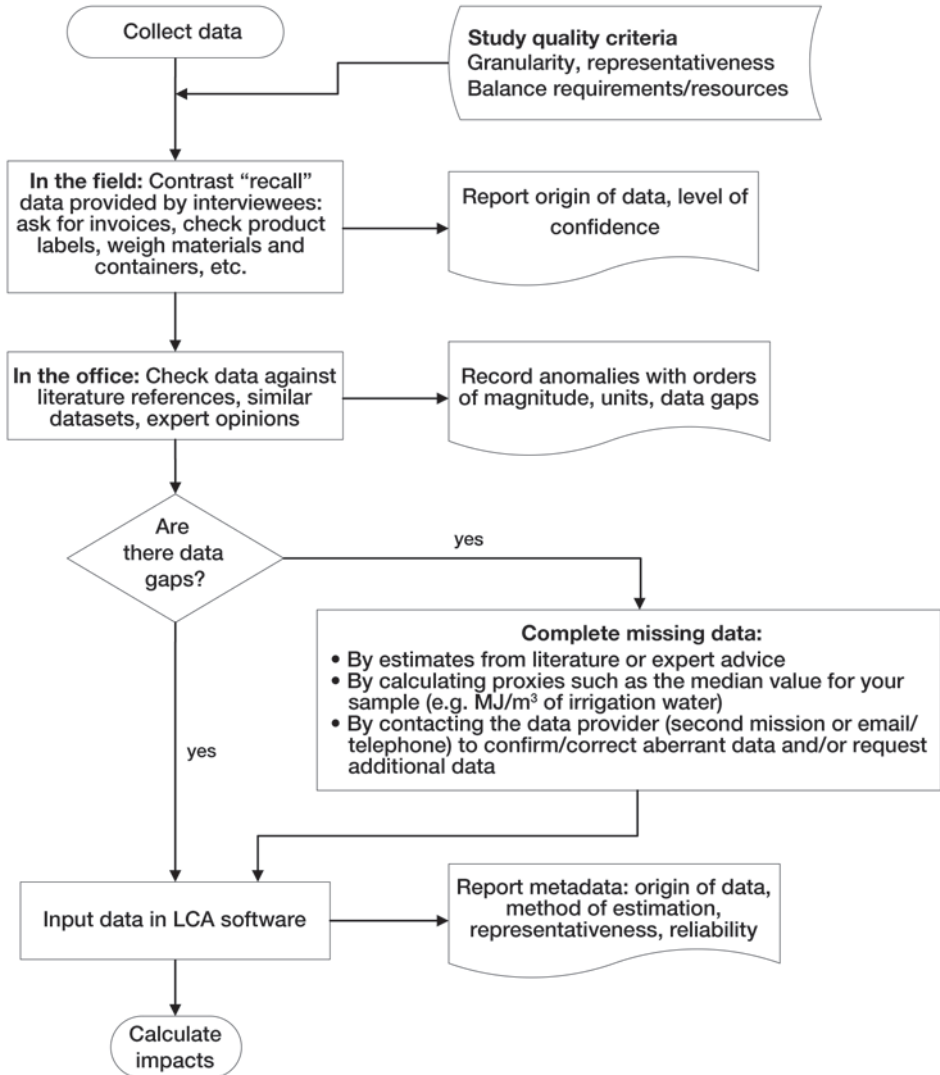 Collect data
Study quality criteria
Granularity, representativeness
Balance requirements/resources
In the field: Contrast “recall”
data provided by interviewees:
ask for invoices, check product
labels, weigh materials and
containers, etc.
Report origin of data, level of
confidence
In the office: Check data against
literature references, similar
datasets, expert opinions
Record anomalies with orders
of magnitude, units, data gaps
Are
there data
gaps?
yes
Complete missing data:
• By estimates from literature or expert advice
• By calculating proxies such as the median value for your
sample (e.g. MJ/m³ of irrigation water)
• By contacting the data provider (second mission or email/
telephone) to confirm/correct aberrant data and/or request
additional data
yes
Input data in LCA software
Report metadata: origin of data,
method of estimation,
representativeness, reliability
Calculate
impacts